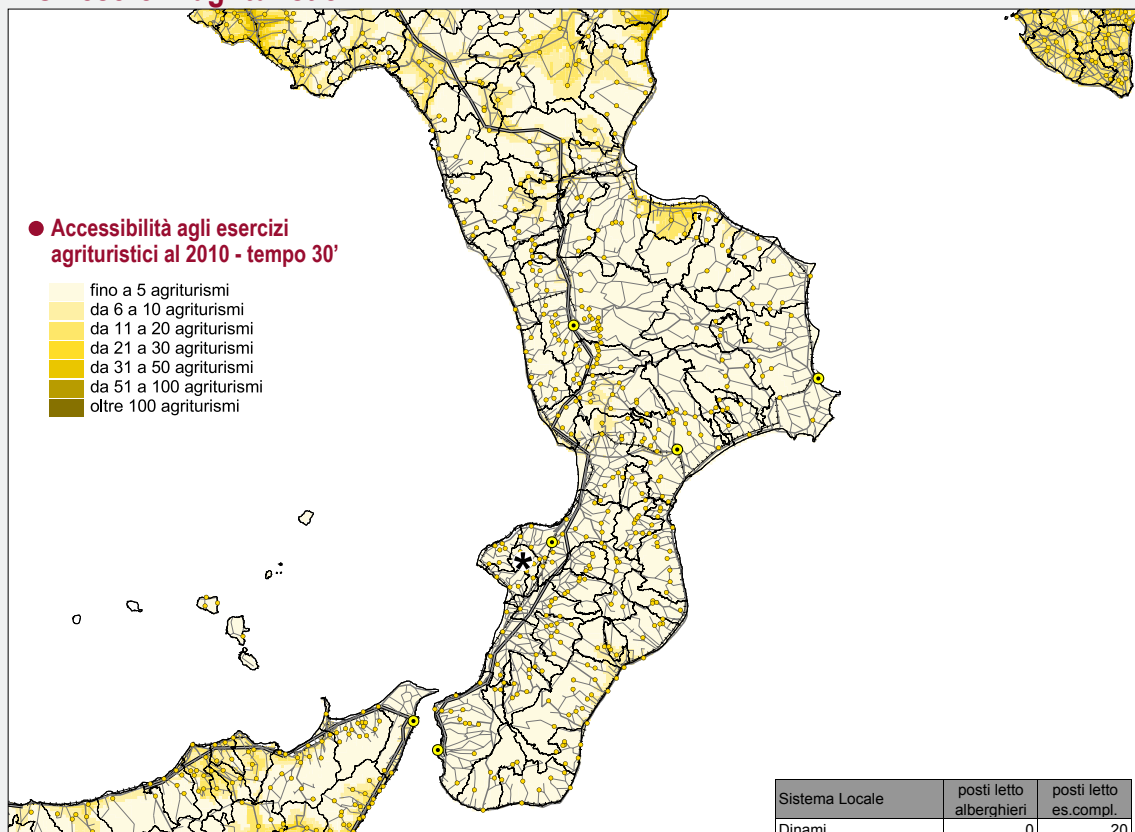 ● Accessibilità agli esercizi
agrituristici al 2010 - tempo 30'
fino a 5 agriturismi
da 6 a 10 agriturismi
da 11 a 20 agriturismi
da 21 a 30 agriturismi
da 31 a 50 agriturismi
da 51 a 100 agriturismi
oltre 100 agriturismi
*
Sistema Locale posti letto alberghieri posti letto es.compl.
Dinami 0 20